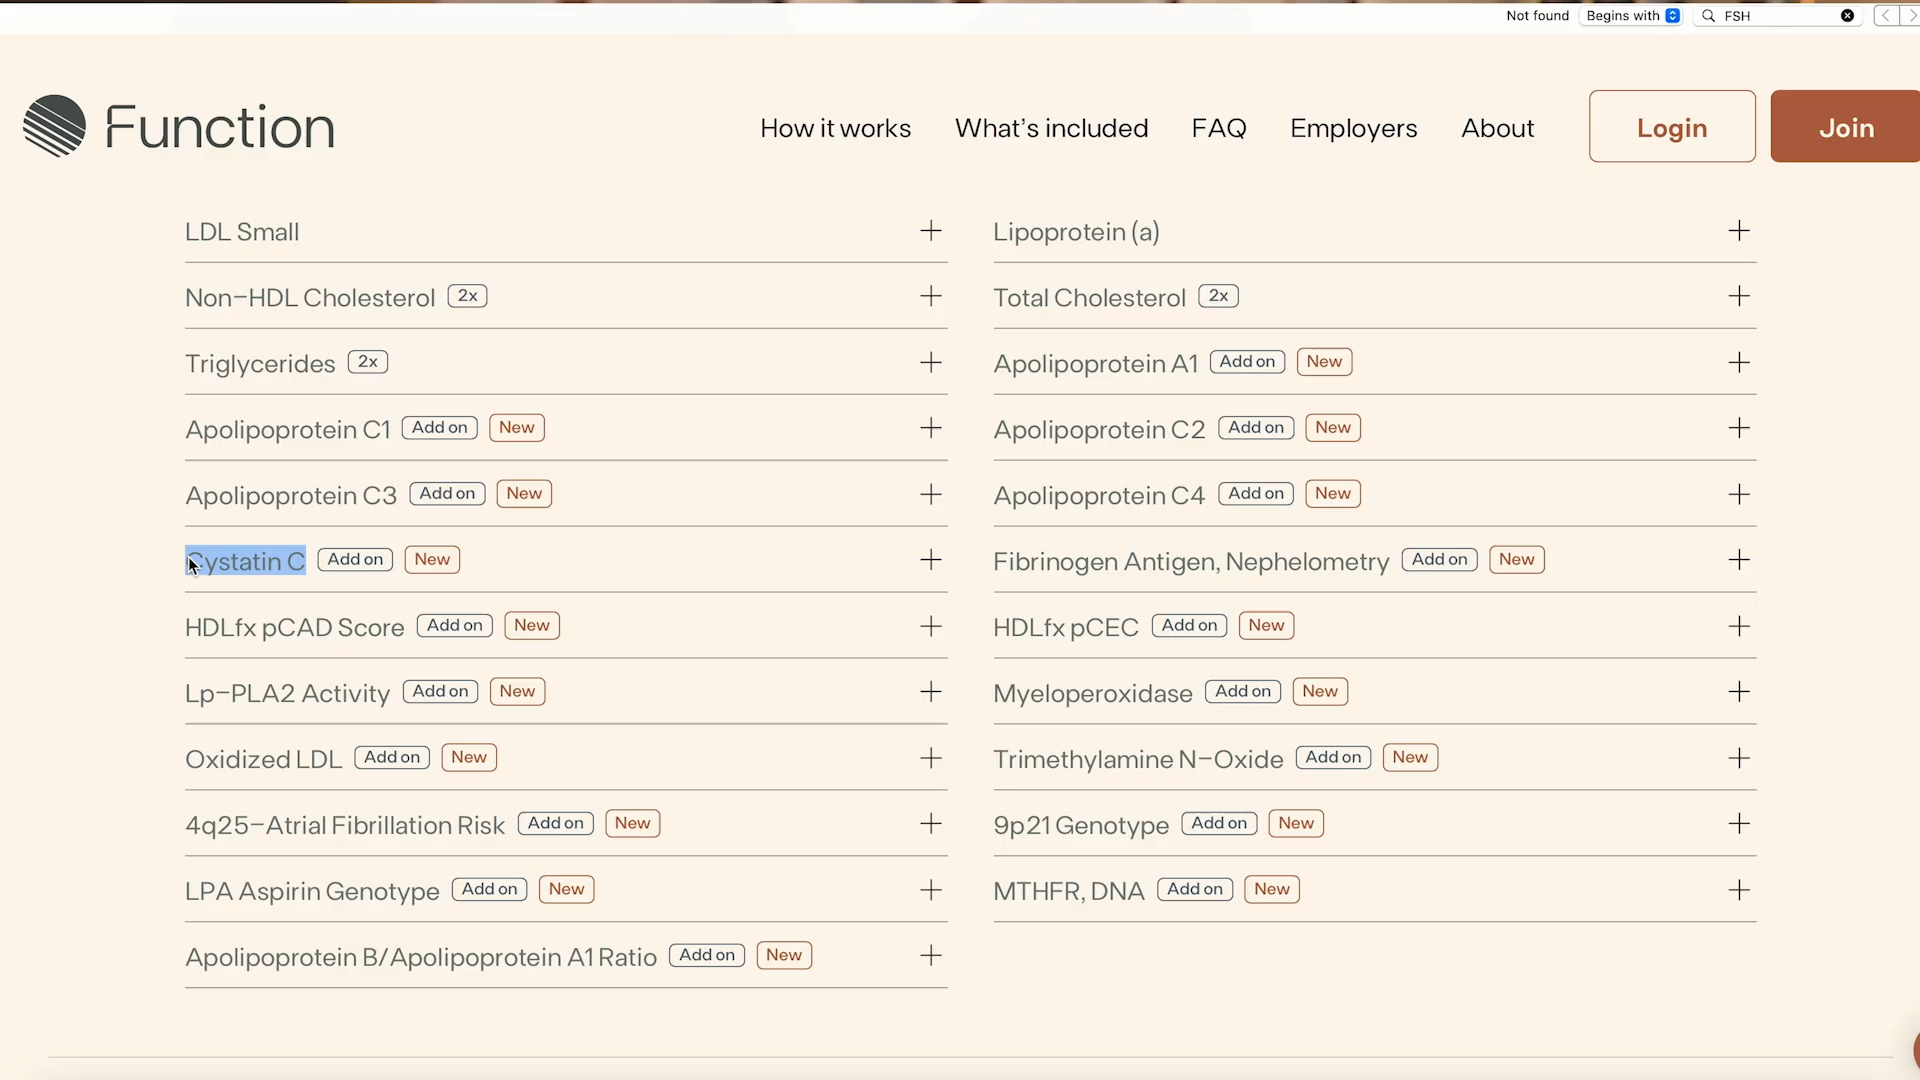 Not found Begins with FSH
Function How it works What's included FAQ Employers About Login Join
LDL Small Lipoprotein (a)
Non-HDL Cholesterol 2x Total Cholesterol 2x
Triglycerides 2x Apolipoprotein A1 Add on New
Apolipoprotein C1 Add on New Apolipoprotein C2 Add on New
Apolipoprotein C3 Add on New Apolipoprotein C4 Add on New
Cystatin C Add on New Fibrinogen Antigen, Nephelometry Add on New
HDLfx pCAD Score Add on New HDLfx pCEC Add on New
Lp-PLA2 Activity Add on New Myeloperoxidase Add on New
Oxidized LDL Add on New Trimethylamine N-Oxide Add on New
4q25-Atrial Fibrillation Risk Add on New 9p21 Genotype Add on New
LPA Aspirin Genotype Add on New MTHFR, DNA Add on New
Apolipoprotein B/Apolipoprotein A1 Ratio Add on New